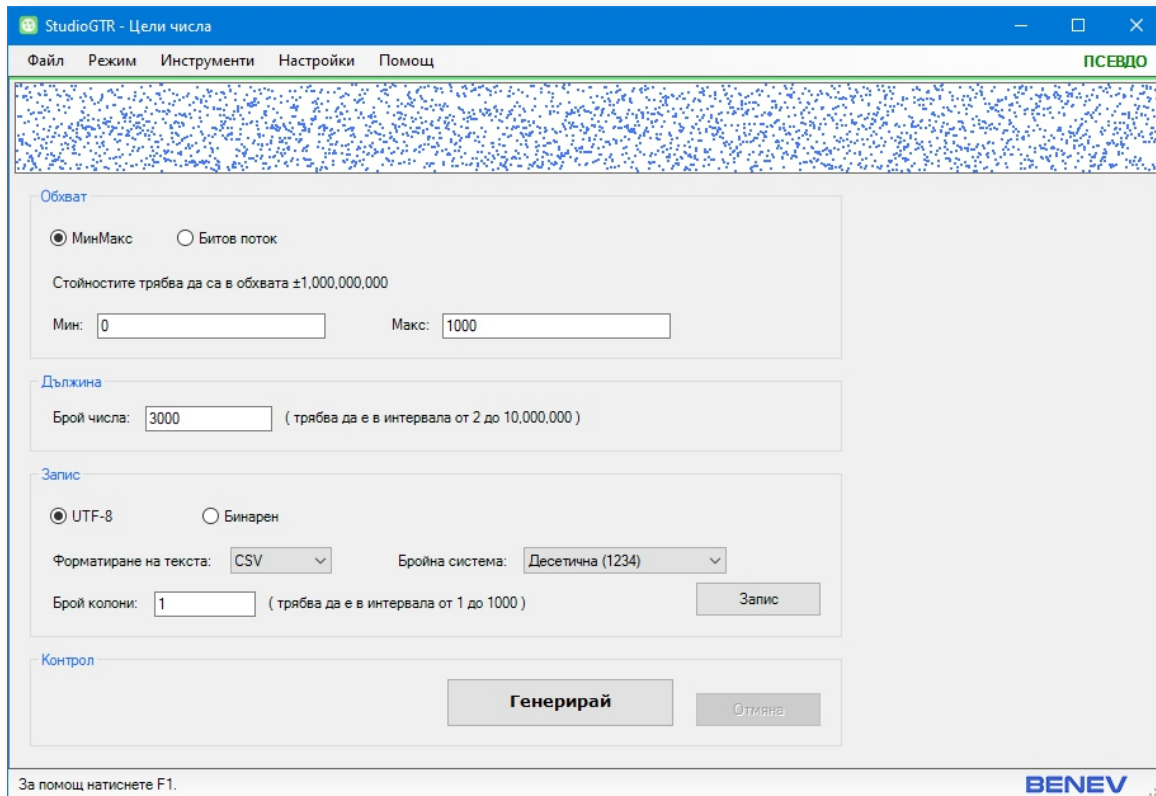 StudioGTR - Цели числа
Файл Режим Инструменти Настройки Помощ ПСЕВДО
Обхват
МинМакс Битов поток
Стойностите трябва да са в обхвата ±1,000,000,000
Мин: 0 Макс: 1000
Дължина
Брой числа: 3000 ( трябва да е в интервала от 2 до 10,000,000 )
Запис
UTF-8 Бинарен
Форматиране на текста: CSV Бройна система: Десетична (1234)
Брой колони: 1 ( трябва да е в интервала от 1 до 1000 ) Запис
Контрол
Генерирай Отмяна
За помощ натиснете F1. BENEV